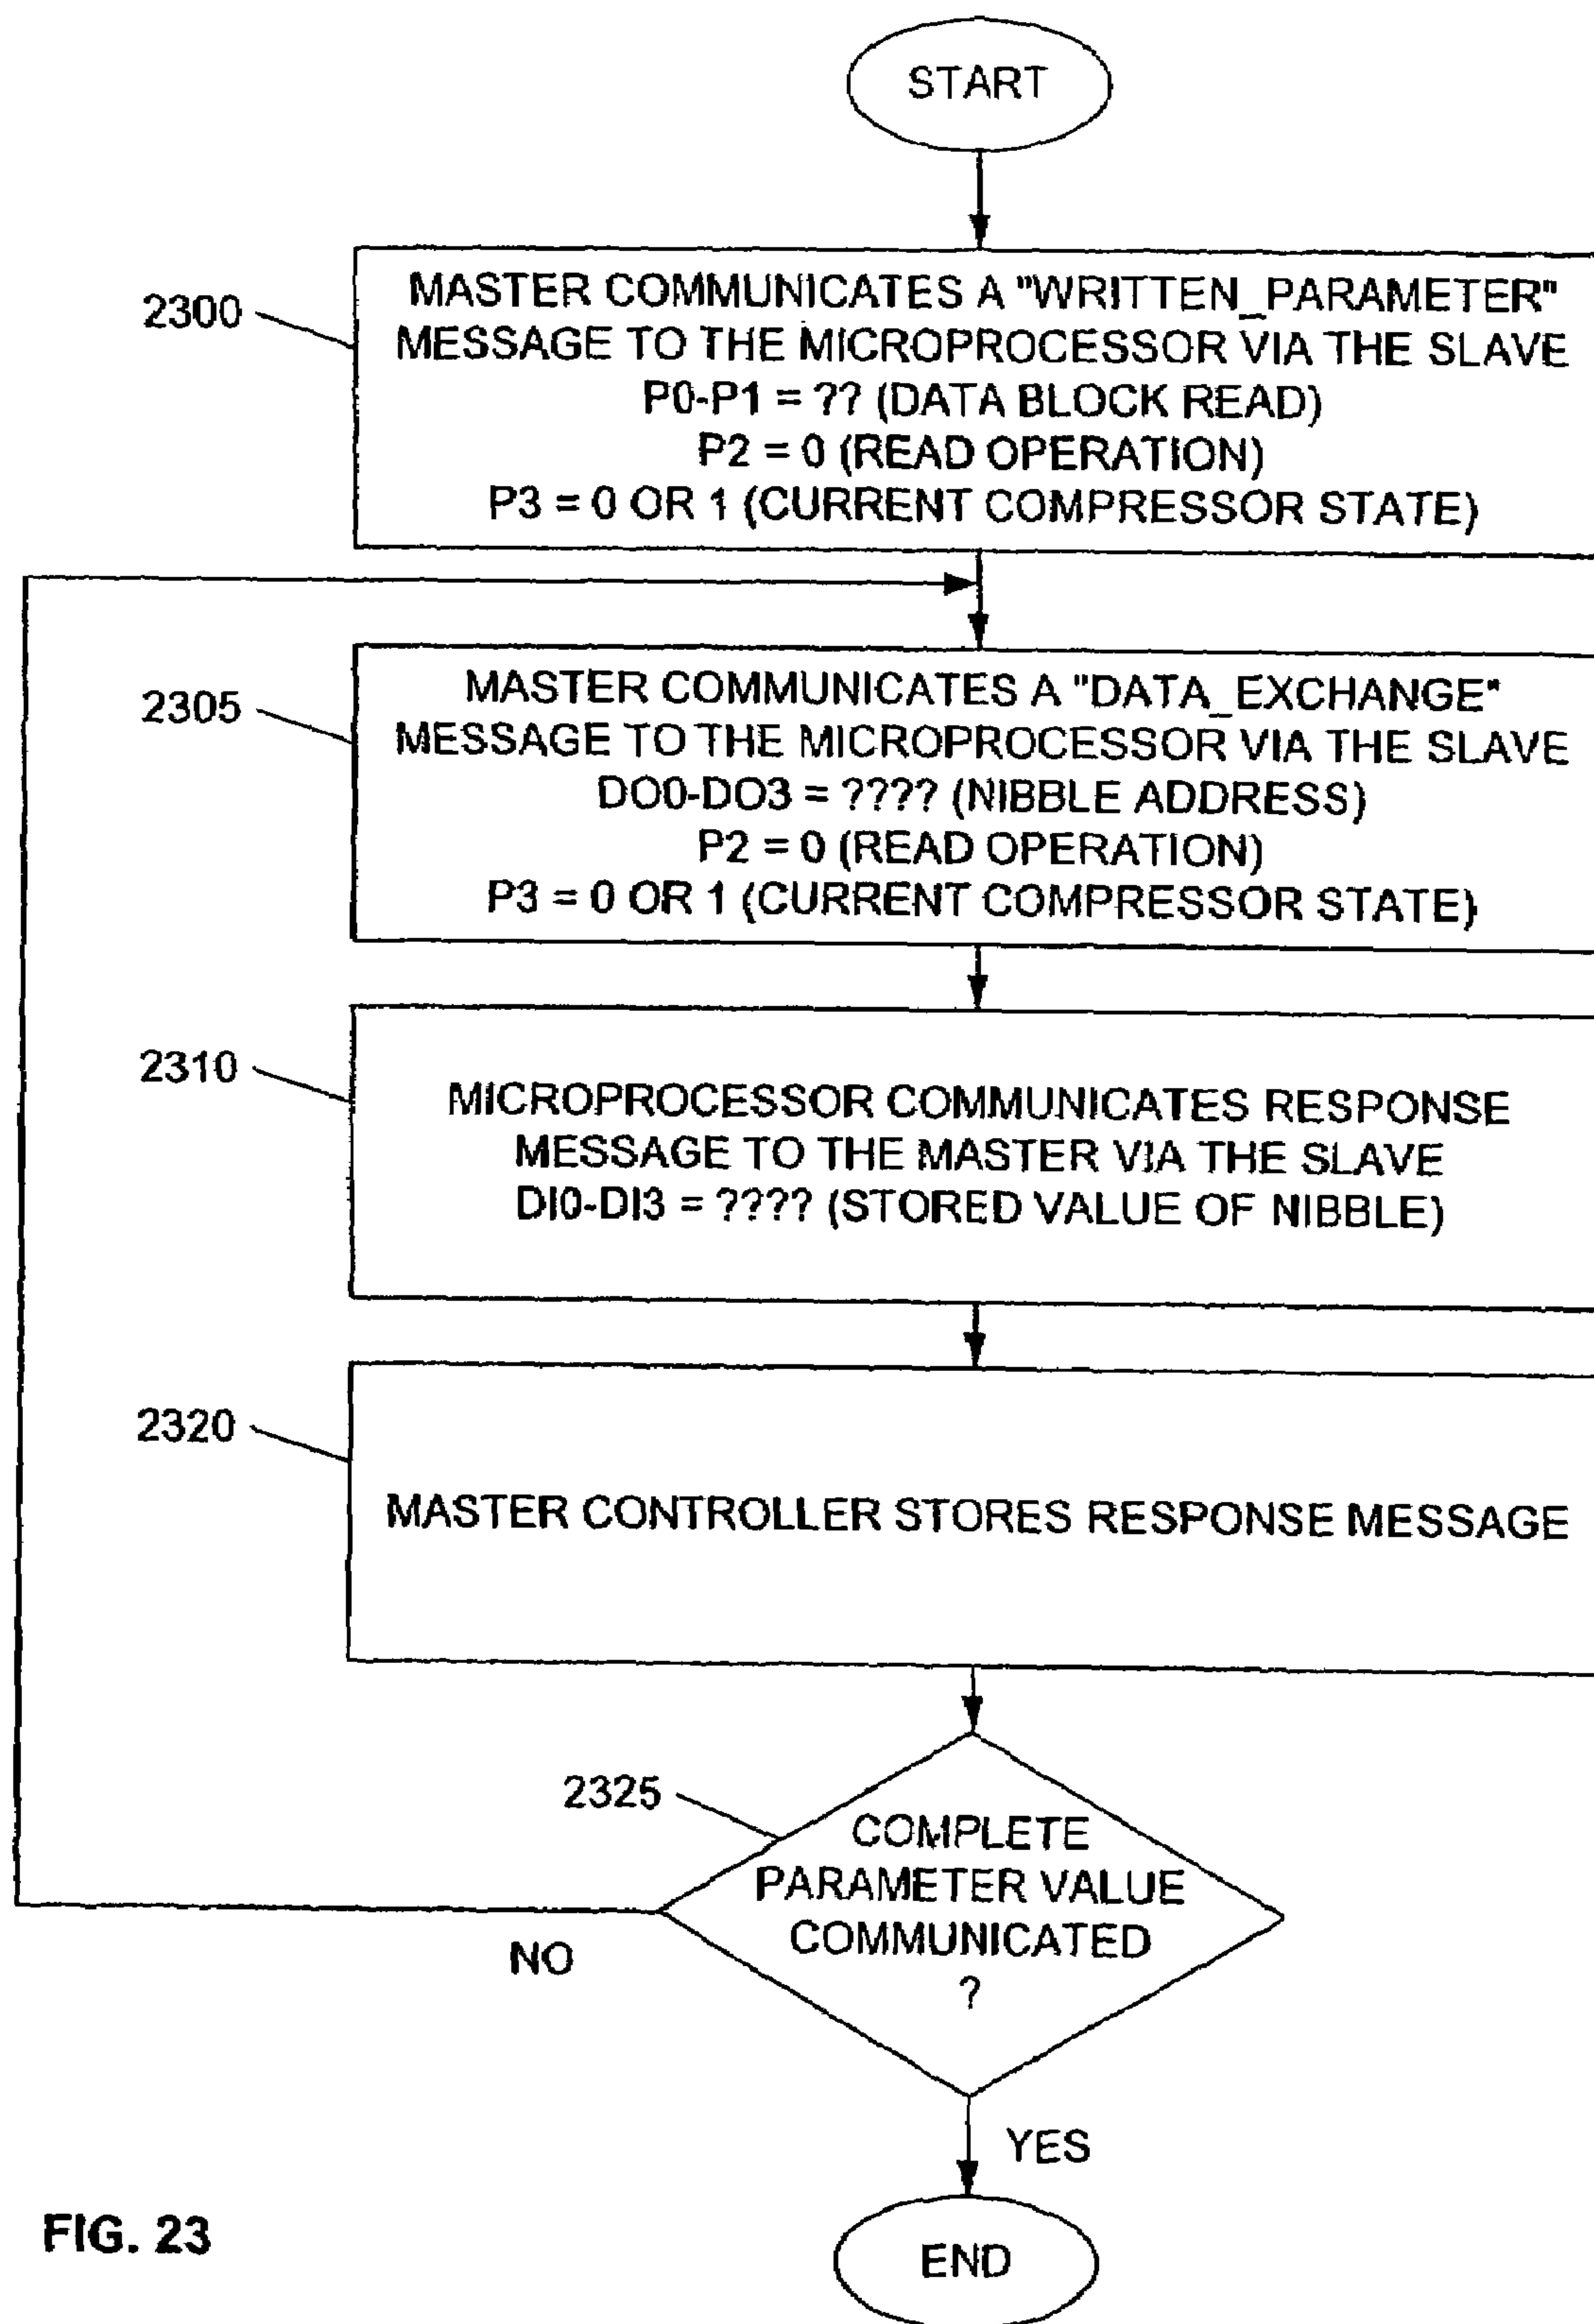 START
2300
MASTER COMMUNICATES A "WRITTEN_PARAMETER"
MESSAGE TO THE MICROPROCESSOR VIA THE SLAVE
P0-P1 = ?? (DATA BLOCK READ)
P2 = 0 (READ OPERATION)
P3 = 0 OR 1 (CURRENT COMPRESSOR STATE)
2305
MASTER COMMUNICATES A "DATA_EXCHANGE"
MESSAGE TO THE MICROPROCESSOR VIA THE SLAVE
DO0-DO3 = ???? (NIBBLE ADDRESS)
P2 = 0 (READ OPERATION)
P3 = 0 OR 1 (CURRENT COMPRESSOR STATE)
2310
MICROPROCESSOR COMMUNICATES RESPONSE
MESSAGE TO THE MASTER VIA THE SLAVE
DI0-DI3 = ???? (STORED VALUE OF NIBBLE)
2320
MASTER CONTROLLER STORES RESPONSE MESSAGE
2325
COMPLETE
PARAMETER VALUE
COMMUNICATED
?
NO
YES
FIG. 23
END